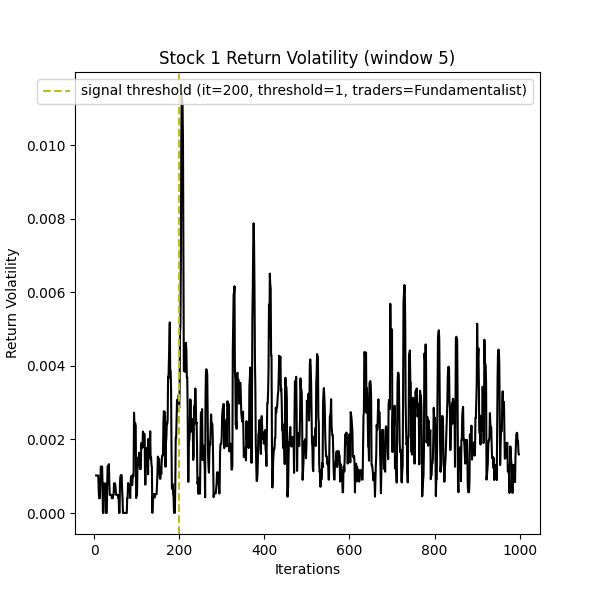 Stock 1 Return Volatility (window 5)
signal threshold (it=200, threshold=1, traders=Fundamentalist)
0.010
0.008
0.006
0.004
0.002
0.000
Return Volatility
0 200 400 600 800 1000
Iterations